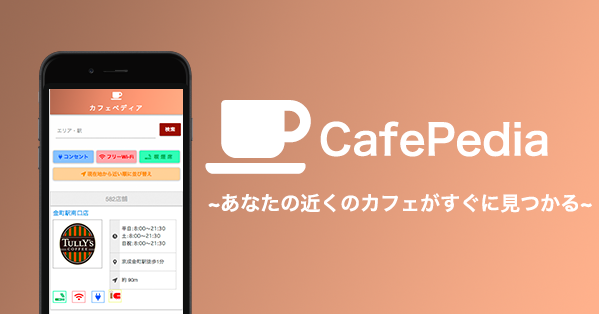 カフェペディア
エリア・駅
検索
コンセント
フリーWi-Fi
喫煙席
現在地から近い順に並び替え
582店舗
金町駅南口店
TULLY'S
COFFEE
平日: 8:00〜21:30
土: 8:00〜21:30
日祝: 8:00〜21:30
京成金町駅徒歩1分
約 90m
CafePedia
~あなたの近くのカフェがすぐに見つかる~